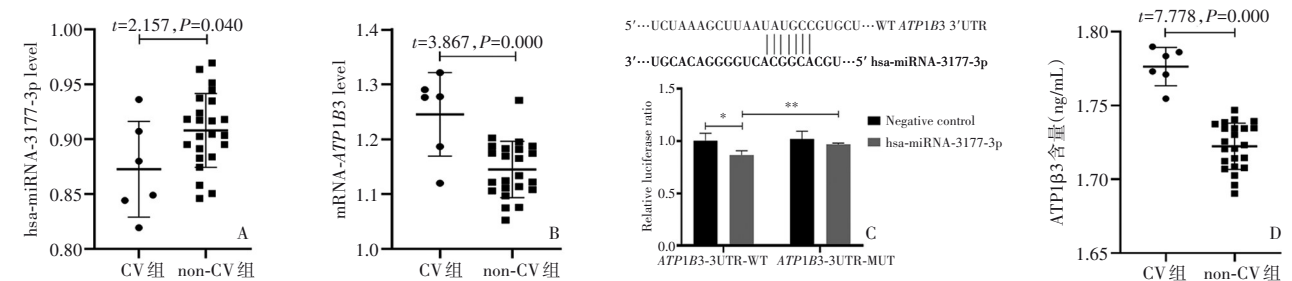 t=2.157,P=0.040
hsa-miRNA-3177-3p level
1.00
0.95
0.90
0.85
0.80
CV组
non-CV组
A
t=3.867,P=0.000
mRNA-ATP1B3 level
1.4
1.3
1.2
1.1
1.0
CV组
non-CV组
B
5′···UCUAAAGCUUAAUAUGCCGUGCU···WT ATP1B3 3′UTR
3′···UGCACAGGGGUCACGGCACGU···5′ hsa-miRNA-3177-3p
Relative luciferase ratio
1.5
1.0
0.5
0.0
*
**
Negative control
hsa-miRNA-3177-3p
ATP1B3-3UTR-WT
ATP1B3-3UTR-MUT
C
t=7.778,P=0.000
ATP1β3含量(ng/mL)
1.80
1.75
1.70
1.65
CV组
non-CV组
D